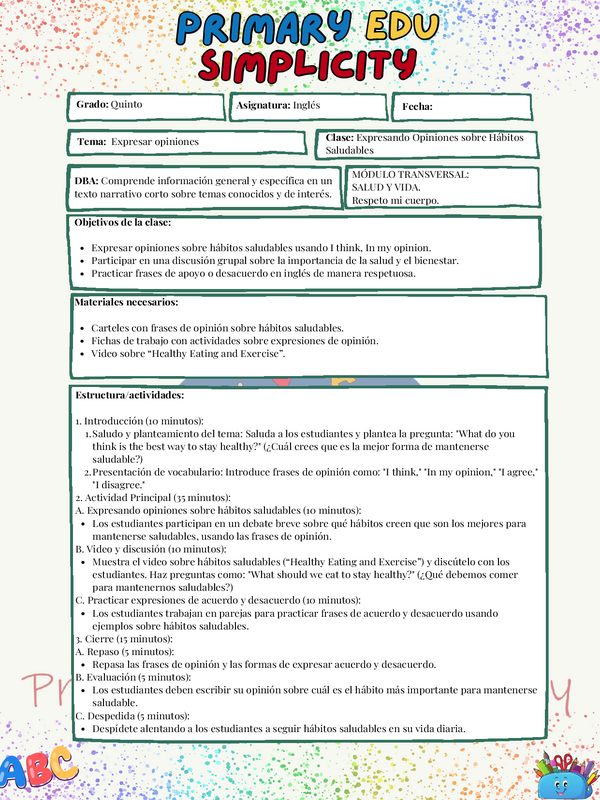 PRIMARY EDU
SIMPLICITY
Grado: Quinto
Asignatura: Inglés
Fecha:
Tema: Expresar opiniones
Clase: Expresando Opiniones sobre Hábitos
Saludables
DBA: Comprende información general y específica en un
texto narrativo corto sobre temas conocidos y de interés.
MÓDULO TRANSVERSAL:
SALUD Y VIDA.
Respeto mi cuerpo.
Objetivos de la clase:
• Expresar opiniones sobre hábitos saludables usando I think, In my opinion.
• Participar en una discusión grupal sobre la importancia de la salud y el bienestar.
• Practicar frases de apoyo o desacuerdo en inglés de manera respetuosa.
Materiales necesarios:
• Carteles con frases de opinión sobre hábitos saludables.
• Fichas de trabajo con actividades sobre expresiones de opinión.
• Video sobre “Healthy Eating and Exercise”.
Estructura/actividades:
1. Introducción (10 minutos):
1. Saludo y planteamiento del tema: Saluda a los estudiantes y plantea la pregunta: "What do you
think is the best way to stay healthy?" (¿Cuál crees que es la mejor forma de mantenerse
saludable?)
2. Presentación de vocabulario: Introduce frases de opinión como: "I think," "In my opinion," "I agree,"
"I disagree."
2. Actividad Principal (35 minutos):
A. Expresando opiniones sobre hábitos saludables (10 minutos):
• Los estudiantes participan en un debate breve sobre qué hábitos creen que son los mejores para
mantenerse saludables, usando las frases de opinión.
B. Video y discusión (10 minutos):
• Muestra el video sobre hábitos saludables (“Healthy Eating and Exercise”) y discútelo con los
estudiantes. Haz preguntas como: "What should we eat to stay healthy?" (¿Qué debemos comer
para mantenernos saludables?)
C. Practicar expresiones de acuerdo y desacuerdo (10 minutos):
• Los estudiantes trabajan en parejas para practicar frases de acuerdo y desacuerdo usando
ejemplos sobre hábitos saludables.
3. Cierre (15 minutos):
A. Repaso (5 minutos):
• Repasa las frases de opinión y las formas de expresar acuerdo y desacuerdo.
B. Evaluación (5 minutos):
• Los estudiantes deben escribir su opinión sobre cuál es el hábito más importante para mantenerse
saludable.
C. Despedida (5 minutos):
• Despídete alentando a los estudiantes a seguir hábitos saludables en su vida diaria.
ABC